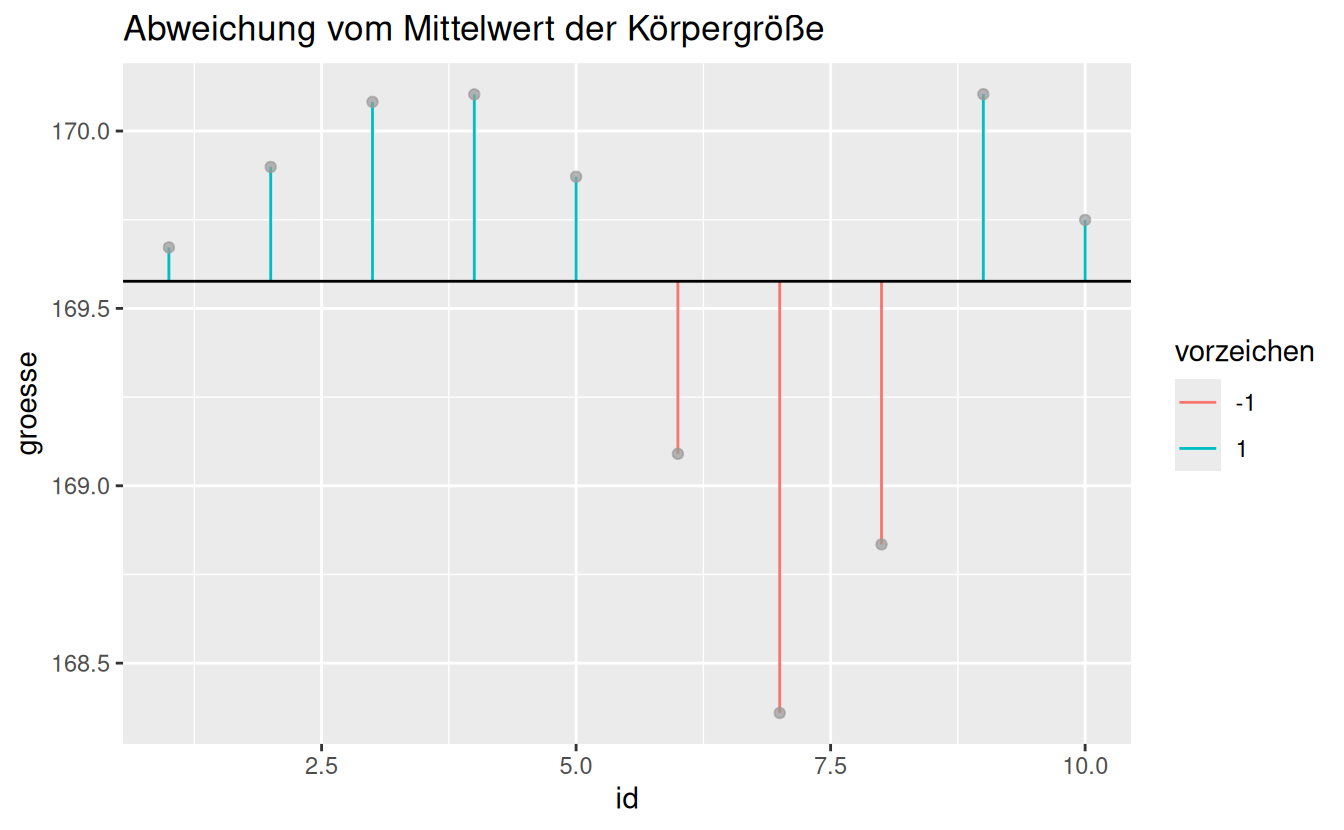 Abweichung vom Mittelwert der Körpergröße
170.0
169.5
169.0
168.5
groesse
2.5 5.0 7.5 10.0
id
vorzeichen
-1
1